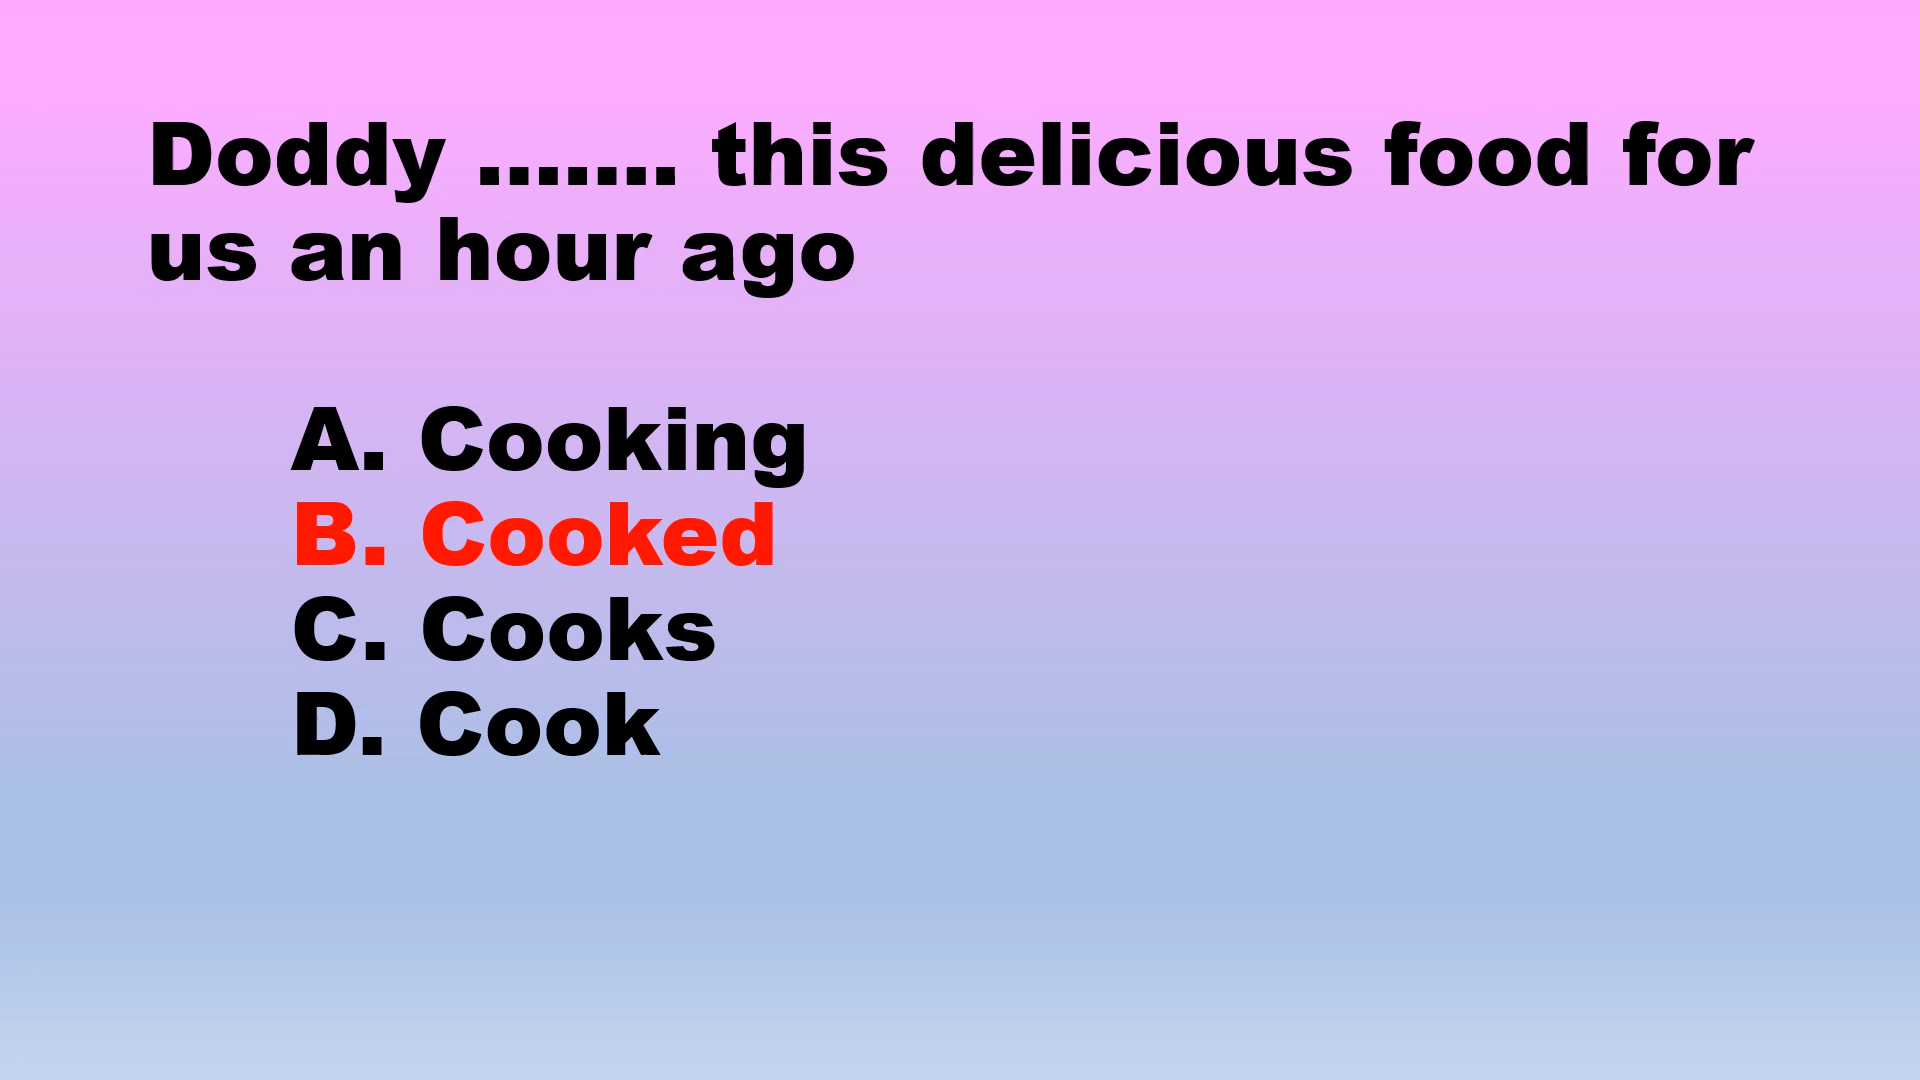 Doddy ....... this delicious food for
us an hour ago
A. Cooking
B. Cooked
C. Cooks
D. Cook